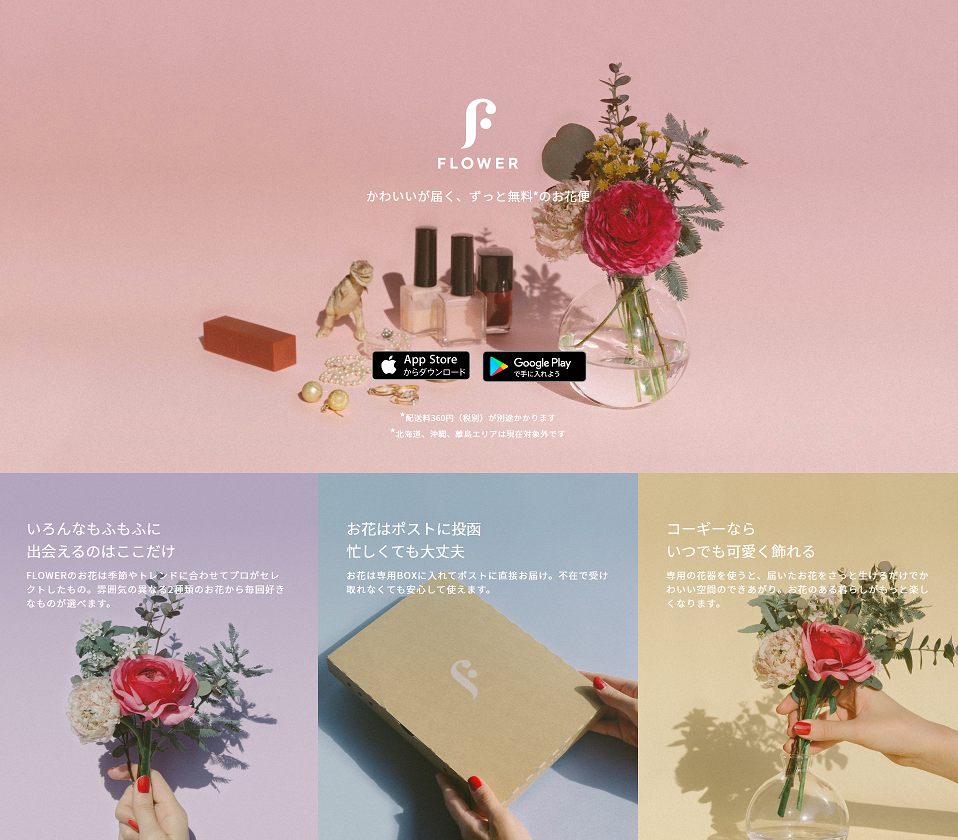 FLOWER
かわいいが届く、ずっと無料*のお花便
App Store
からダウンロード
Google Play
で手に入れよう
*配送料360円（税別）が別途かかります
*北海道、沖縄、離島エリアは現在対象外です
いろんなもふもふに
出会えるのはここだけ
FLOWERのお花は季節やトレンドに合わせてプロがセレ
クトしたもの。雰囲気の異なる2種類のお花から毎回好き
なものが選べます。
お花はポストに投函
忙しくても大丈夫
お花は専用BOXに入れてポストに直接お届け。不在で受け
取れなくても安心して使えます。
コーギーなら
いつでも可愛く飾れる
専用の花器を使うと、届いたお花をさっと生けるだけでか
わいい空間のできあがり。お花のある暮らしがもっと楽し
くなります。